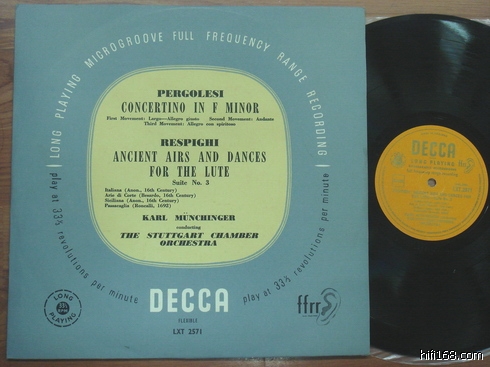 LONG PLAYING MICROGROOVE FULL FREQUENCY RANGE RECORDING
PERGOLESI
CONCERTINO IN F MINOR
First Movement: Largo—Allegro giusto Second Movement: Andante
Third Movement: Allegro con spirituoso
RESPIGHI
ANCIENT AIRS AND DANCES
FOR THE LUTE
Suite No. 3
Italiana (Anon., 16th Century)
Arie di Corte (Besardo, 16th Century)
Siciliana (Anon., 16th Century)
Passacaglia (Roncalli, 1692)
KARL MÜNCHINGER
conducting
THE STUTTGART CHAMBER
ORCHESTRA
play at 33⅓ revolutions per minute
DECCA
play at 33⅓ revolutions per minute
LONG
PLAYING
FLEXIBLE
LXT 2571
ffrr
DECCA
LONG PLAYING
hifi168.com